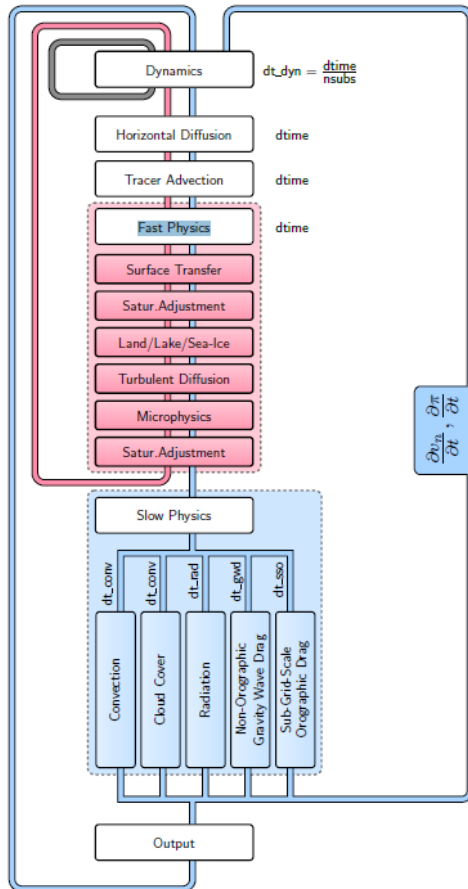 Dynamics
dt_dyn = dtime
nsubs
Horizontal Diffusion
dtime
Tracer Advection
dtime
Fast Physics
dtime
Surface Transfer
Satur.Adjustment
Land/Lake/Sea-Ice
Turbulent Diffusion
Microphysics
Satur.Adjustment
∂vₙ/∂t , ∂π/∂t
Slow Physics
dt_conv
dt_conv
dt_rad
dt_gwd
dt_sso
Convection
Cloud Cover
Radiation
Non-Orographic
Gravity Wave Drag
Sub-Grid-Scale
Orographic Drag
Output